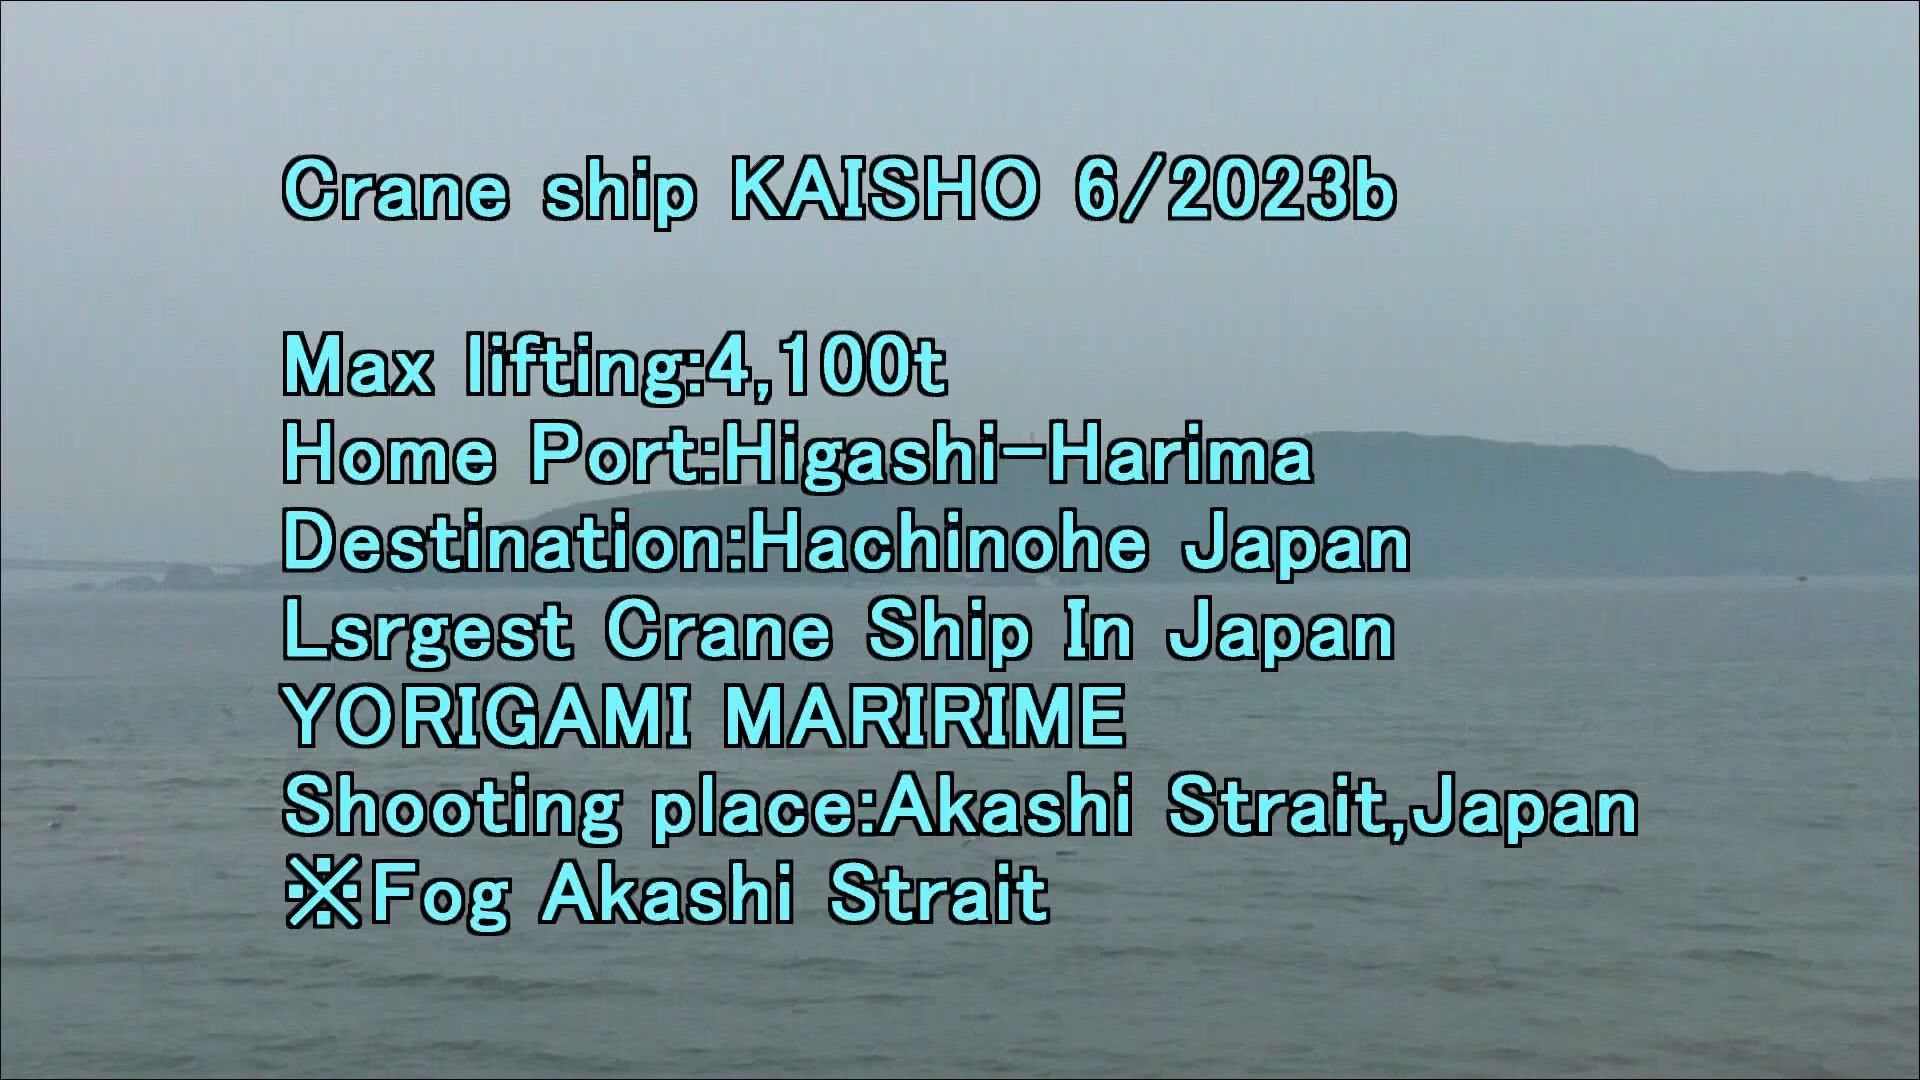 Crane ship KAISHO 6/2023b
Max lifting:4,100t
Home Port:Higashi-Harima
Destination:Hachinohe Japan
Lsrgest Crane Ship In Japan
YORIGAMI MARIRIME
Shooting place:Akashi Strait,Japan
※Fog Akashi Strait